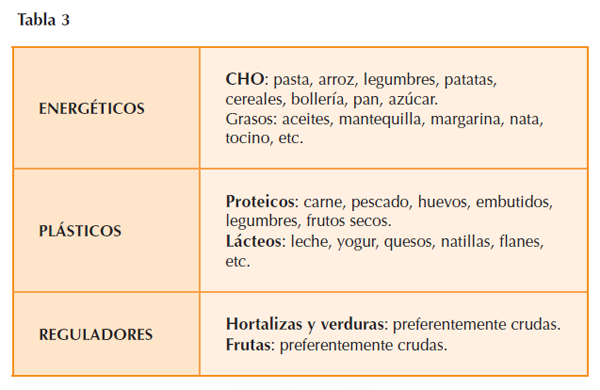 Tabla 3
ENERGÉTICOS
CHO: pasta, arroz, legumbres, patatas,
cereales, bollería, pan, azúcar.
Grasos: aceites, mantequilla, margarina, nata,
tocino, etc.
PLÁSTICOS
Proteicos: carne, pescado, huevos, embutidos,
legumbres, frutos secos.
Lácteos: leche, yogur, quesos, natillas, flanes,
etc.
REGULADORES
Hortalizas y verduras: preferentemente crudas.
Frutas: preferentemente crudas.